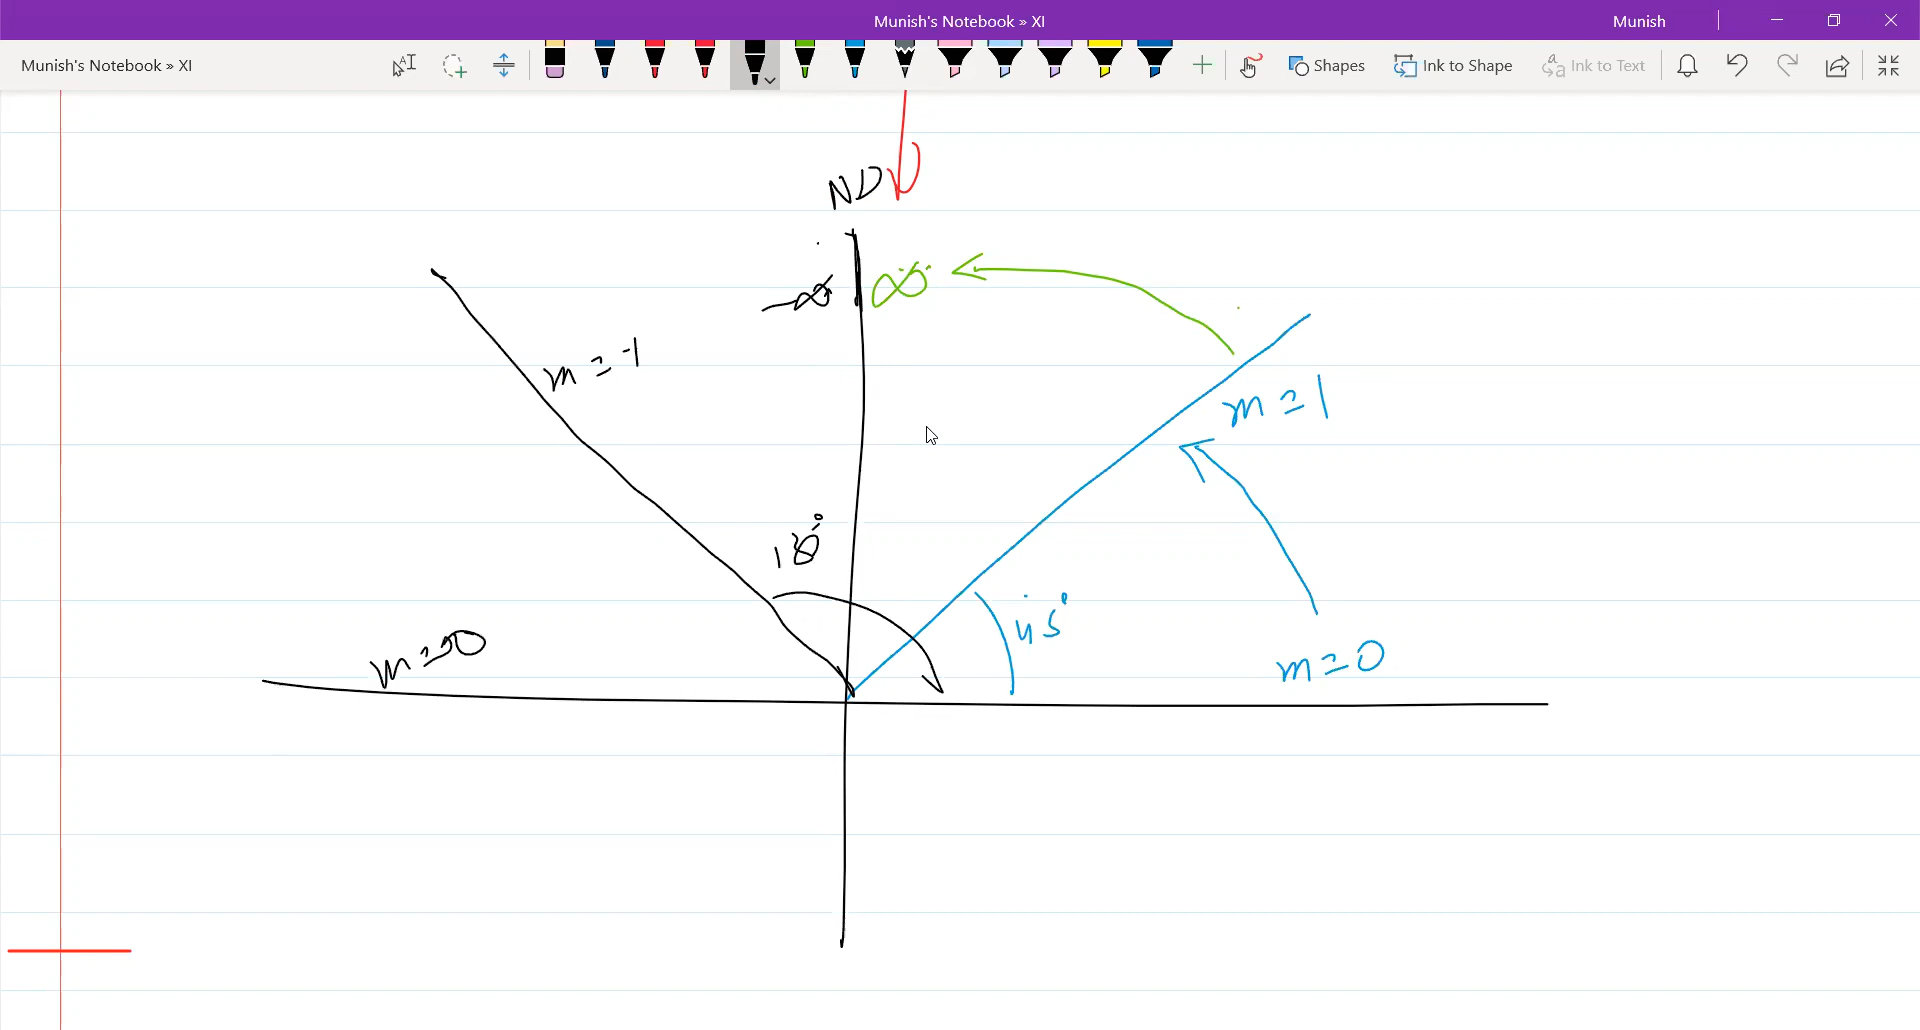 Munish's Notebook » XI
Munish
Munish's Notebook » XI
Shapes
Ink to Shape
Ink to Text
ND
-∞
∞
m = -1
m = 1
45°
m = 0
m = 0